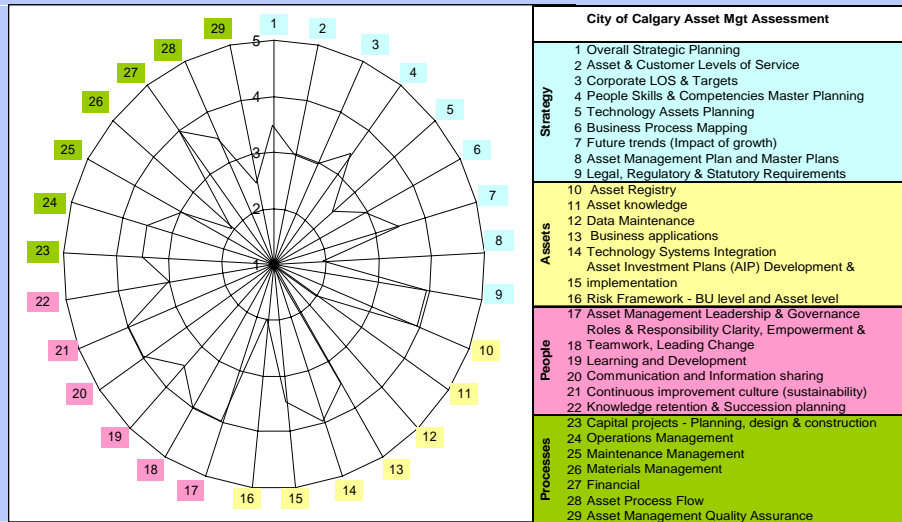 1
2
3
4
5
6
7
8
9
10
11
12
13
14
15
16
17
18
19
20
21
22
23
24
25
26
27
28
29
5
4
3
2
1
City of Calgary Asset Mgt Assessment
Strategy
1 Overall Strategic Planning
2 Asset & Customer Levels of Service
3 Corporate LOS & Targets
4 People Skills & Competencies Master Planning
5 Technology Assets Planning
6 Business Process Mapping
7 Future trends (Impact of growth)
8 Asset Management Plan and Master Plans
9 Legal, Regulatory & Statutory Requirements
Assets
10 Asset Registry
11 Asset knowledge
12 Data Maintenance
13 Business applications
14 Technology Systems Integration
Asset Investment Plans (AIP) Development &
15 implementation
16 Risk Framework - BU level and Asset level
People
17 Asset Management Leadership & Governance
Roles & Responsibility Clarity, Empowerment &
18 Teamwork, Leading Change
19 Learning and Development
20 Communication and Information sharing
21 Continuous improvement culture (sustainability)
22 Knowledge retention & Succession planning
Processes
23 Capital projects - Planning, design & construction
24 Operations Management
25 Maintenance Management
26 Materials Management
27 Financial
28 Asset Process Flow
29 Asset Management Quality Assurance